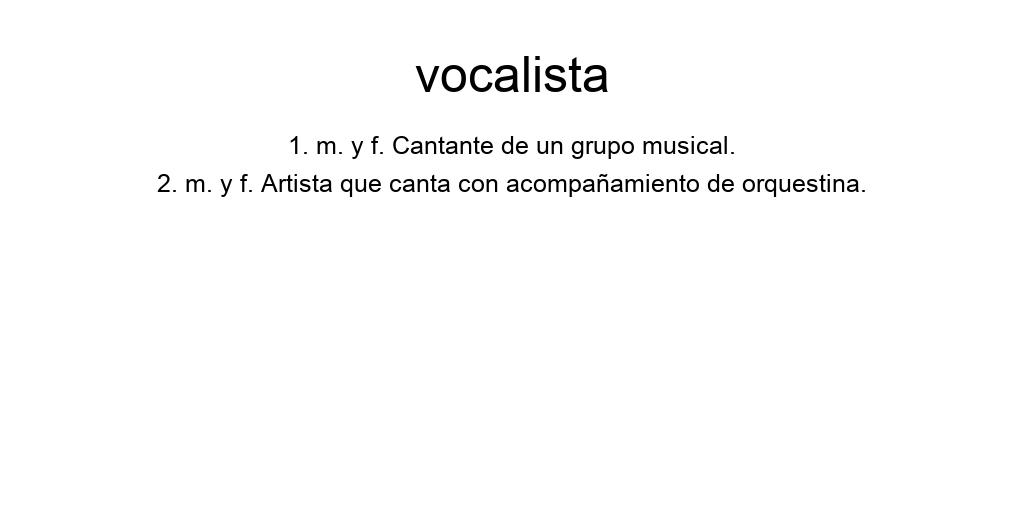 vocalista
1. m. y f. Cantante de un grupo musical.
2. m. y f. Artista que canta con acompañamiento de orquestina.